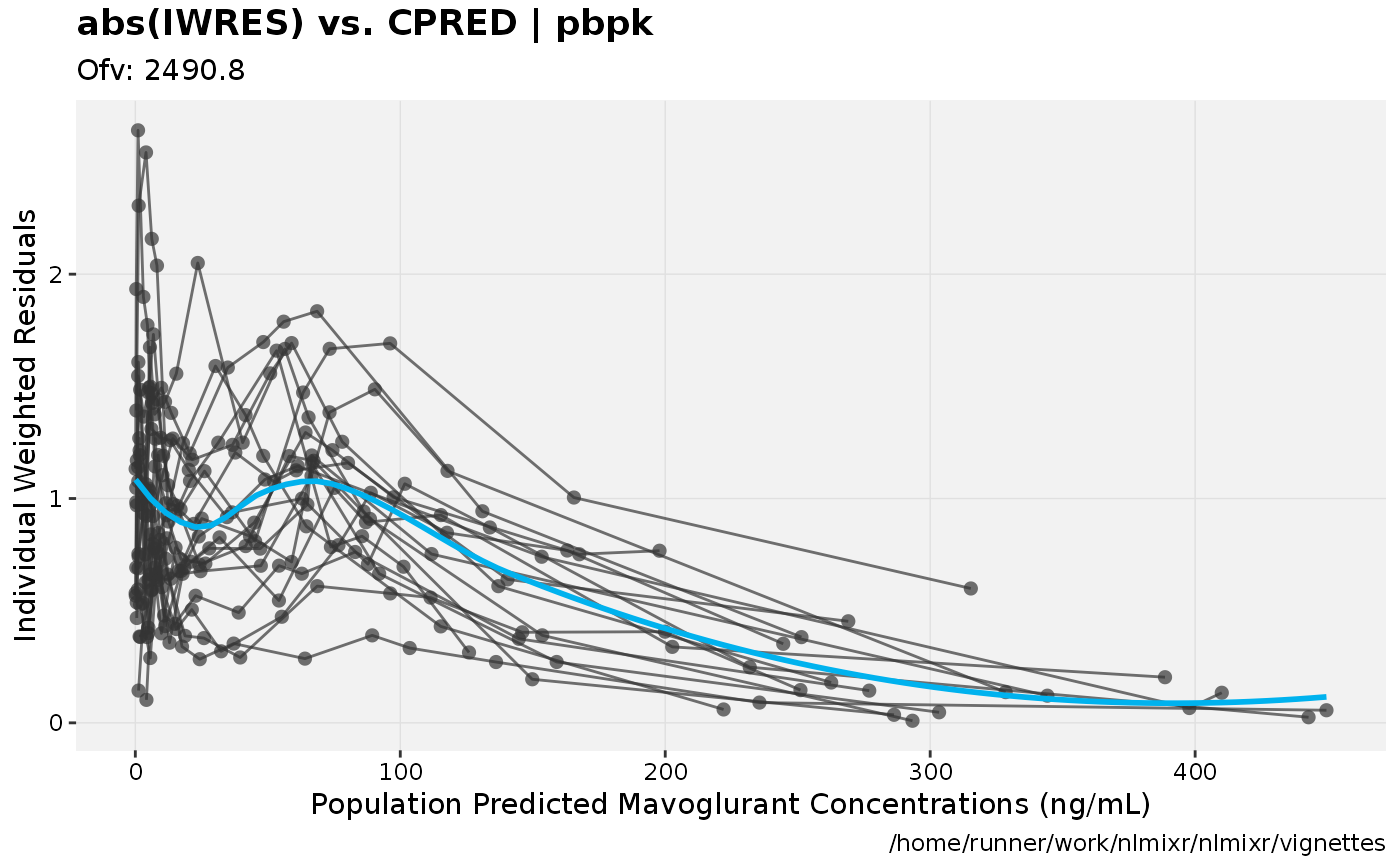 abs(IWRES) vs. CPRED | pbpk
Ofv: 2490.8
Individual Weighted Residuals
2
1
0
0 100 200 300 400
Population Predicted Mavoglurant Concentrations (ng/mL)
/home/runner/work/nlmixr/nlmixr/vignettes